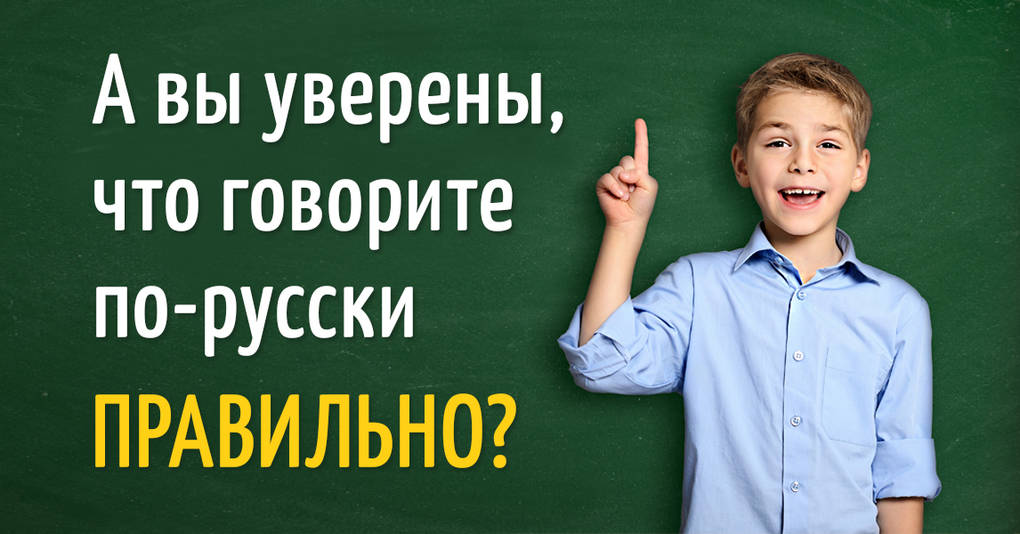 А вы уверены,
что говорите
по-русски
ПРАВИЛЬНО?